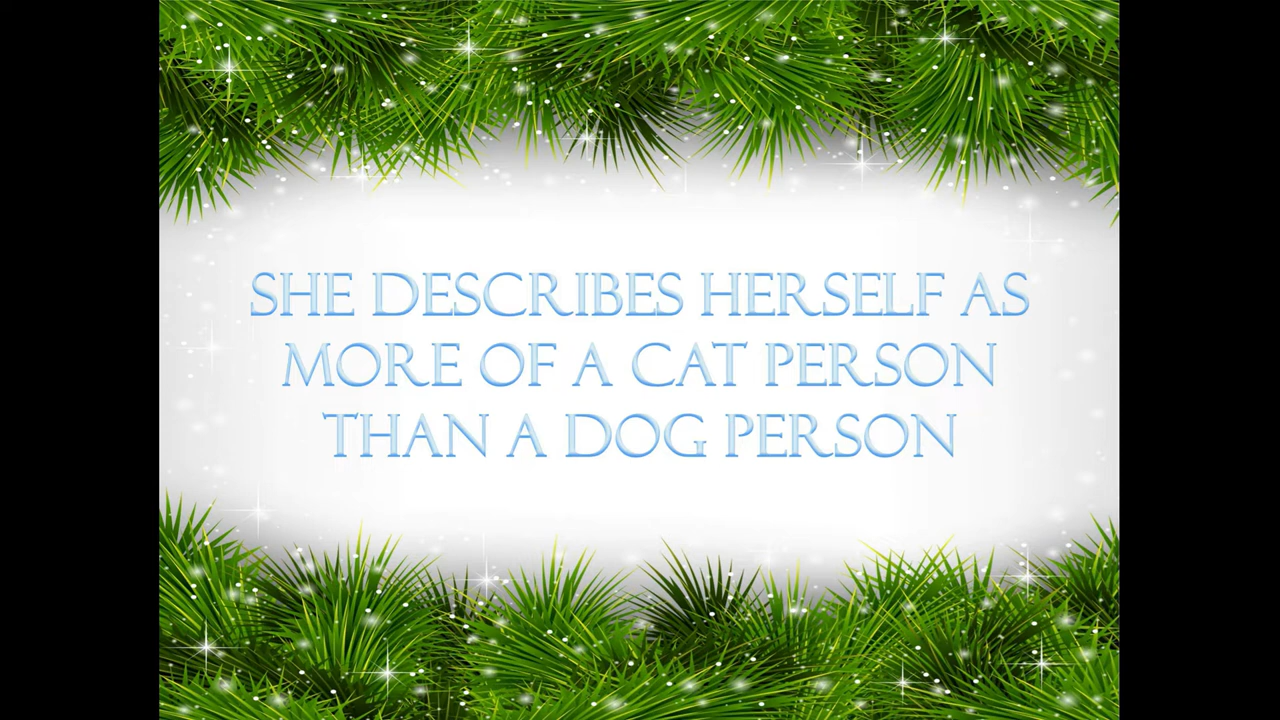 SHE DESCRIBES HERSELF AS
MORE OF A CAT PERSON
THAN A DOG PERSON